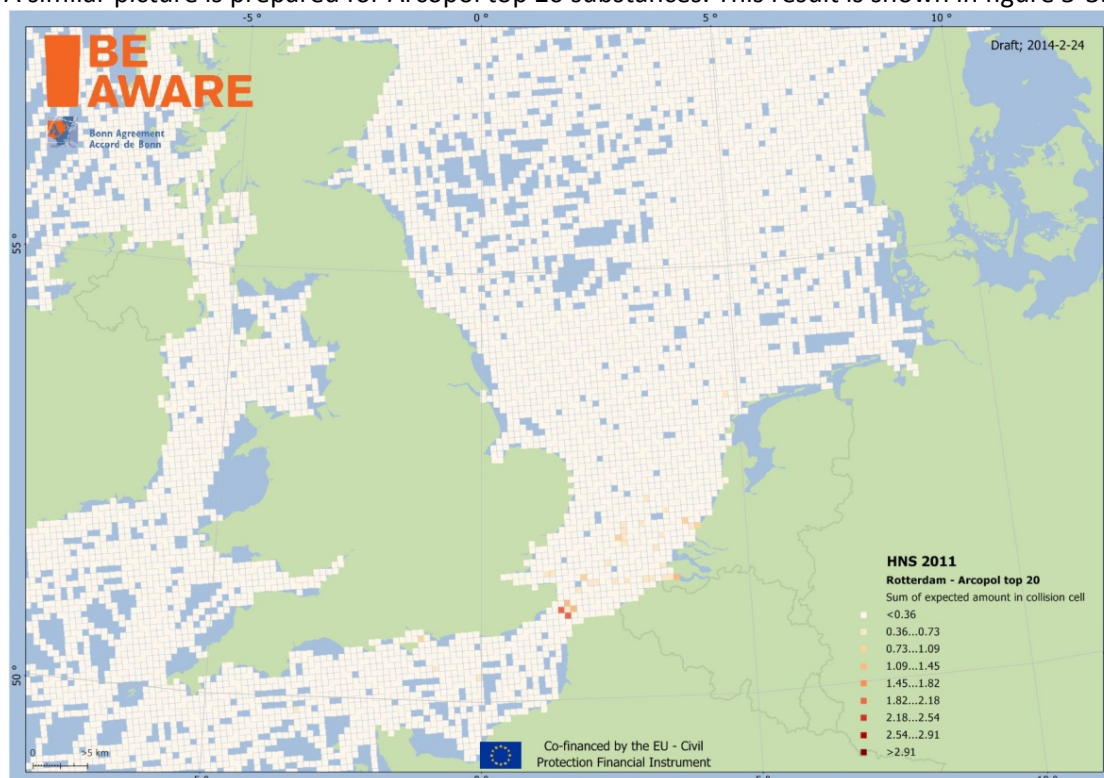 A similar picture is prepared for Arcopol top 20 substances. This result is shown in figure
-5 °
0 °
5 °
10 °
BE
AWARE
Draft; 2014-2-24
Bonn Agreement
Accord de Bonn
55 °
50 °
HNS 2011
Rotterdam - Arcopol top 20
Sum of expected amount in collision cell
<0.36
0.36...0.73
0.73...1.09
1.09...1.45
1.45...1.82
1.82...2.18
2.18...2.54
2.54...2.91
>2.91
0
km
Co-financed by the EU - Civil
Protection Financial Instrument